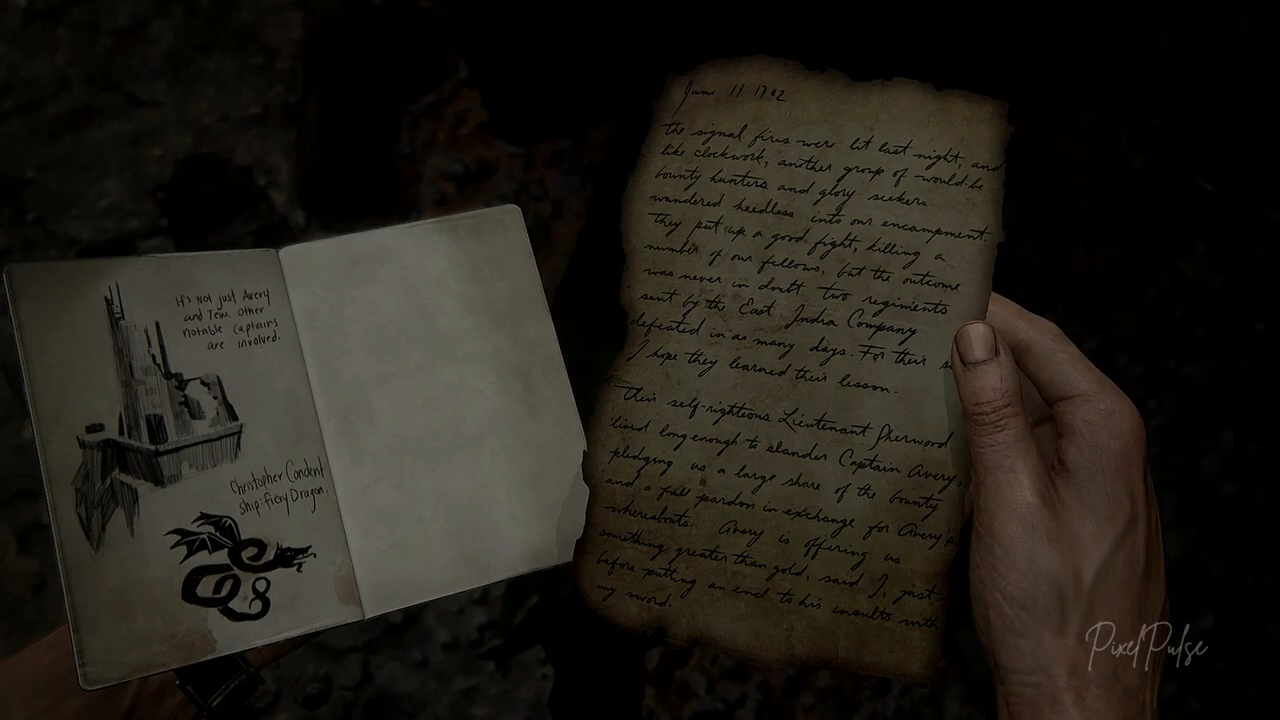 It's Not just Avery
and Tew. Other
notable Captains
are involved.
Christopher Condent
ship: fiery Dragon.
June 11 1702
the signal fires were lit last night, and
like clockwork, another group of would-be
bounty hunters and glory seekers
wandered heedless into our encampment.
they put up a good fight, killing a
number of our fellows, but the outcome
was never in doubt. two regiments
sent by the East India Company
defeated in as many days. For their s
I hope they learned their lesson.
Their self-righteous Lieutenant Sherwood
lived long enough to slander Captain Avery,
pledging us a large share of the bounty
and a full pardon in exchange for Avery's
whereabouts. Avery is offering us
something greater than gold, said I, just
before putting an end to his insults with
my sword.
PixelPulse